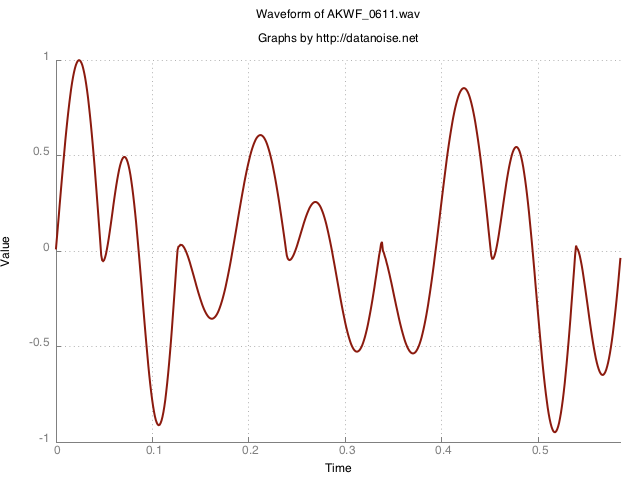 Waveform of AKWF_0611.wav
Graphs by http://datanoise.net
1
0.5
0
-0.5
-1
Value
0 0.1 0.2 0.3 0.4 0.5
Time